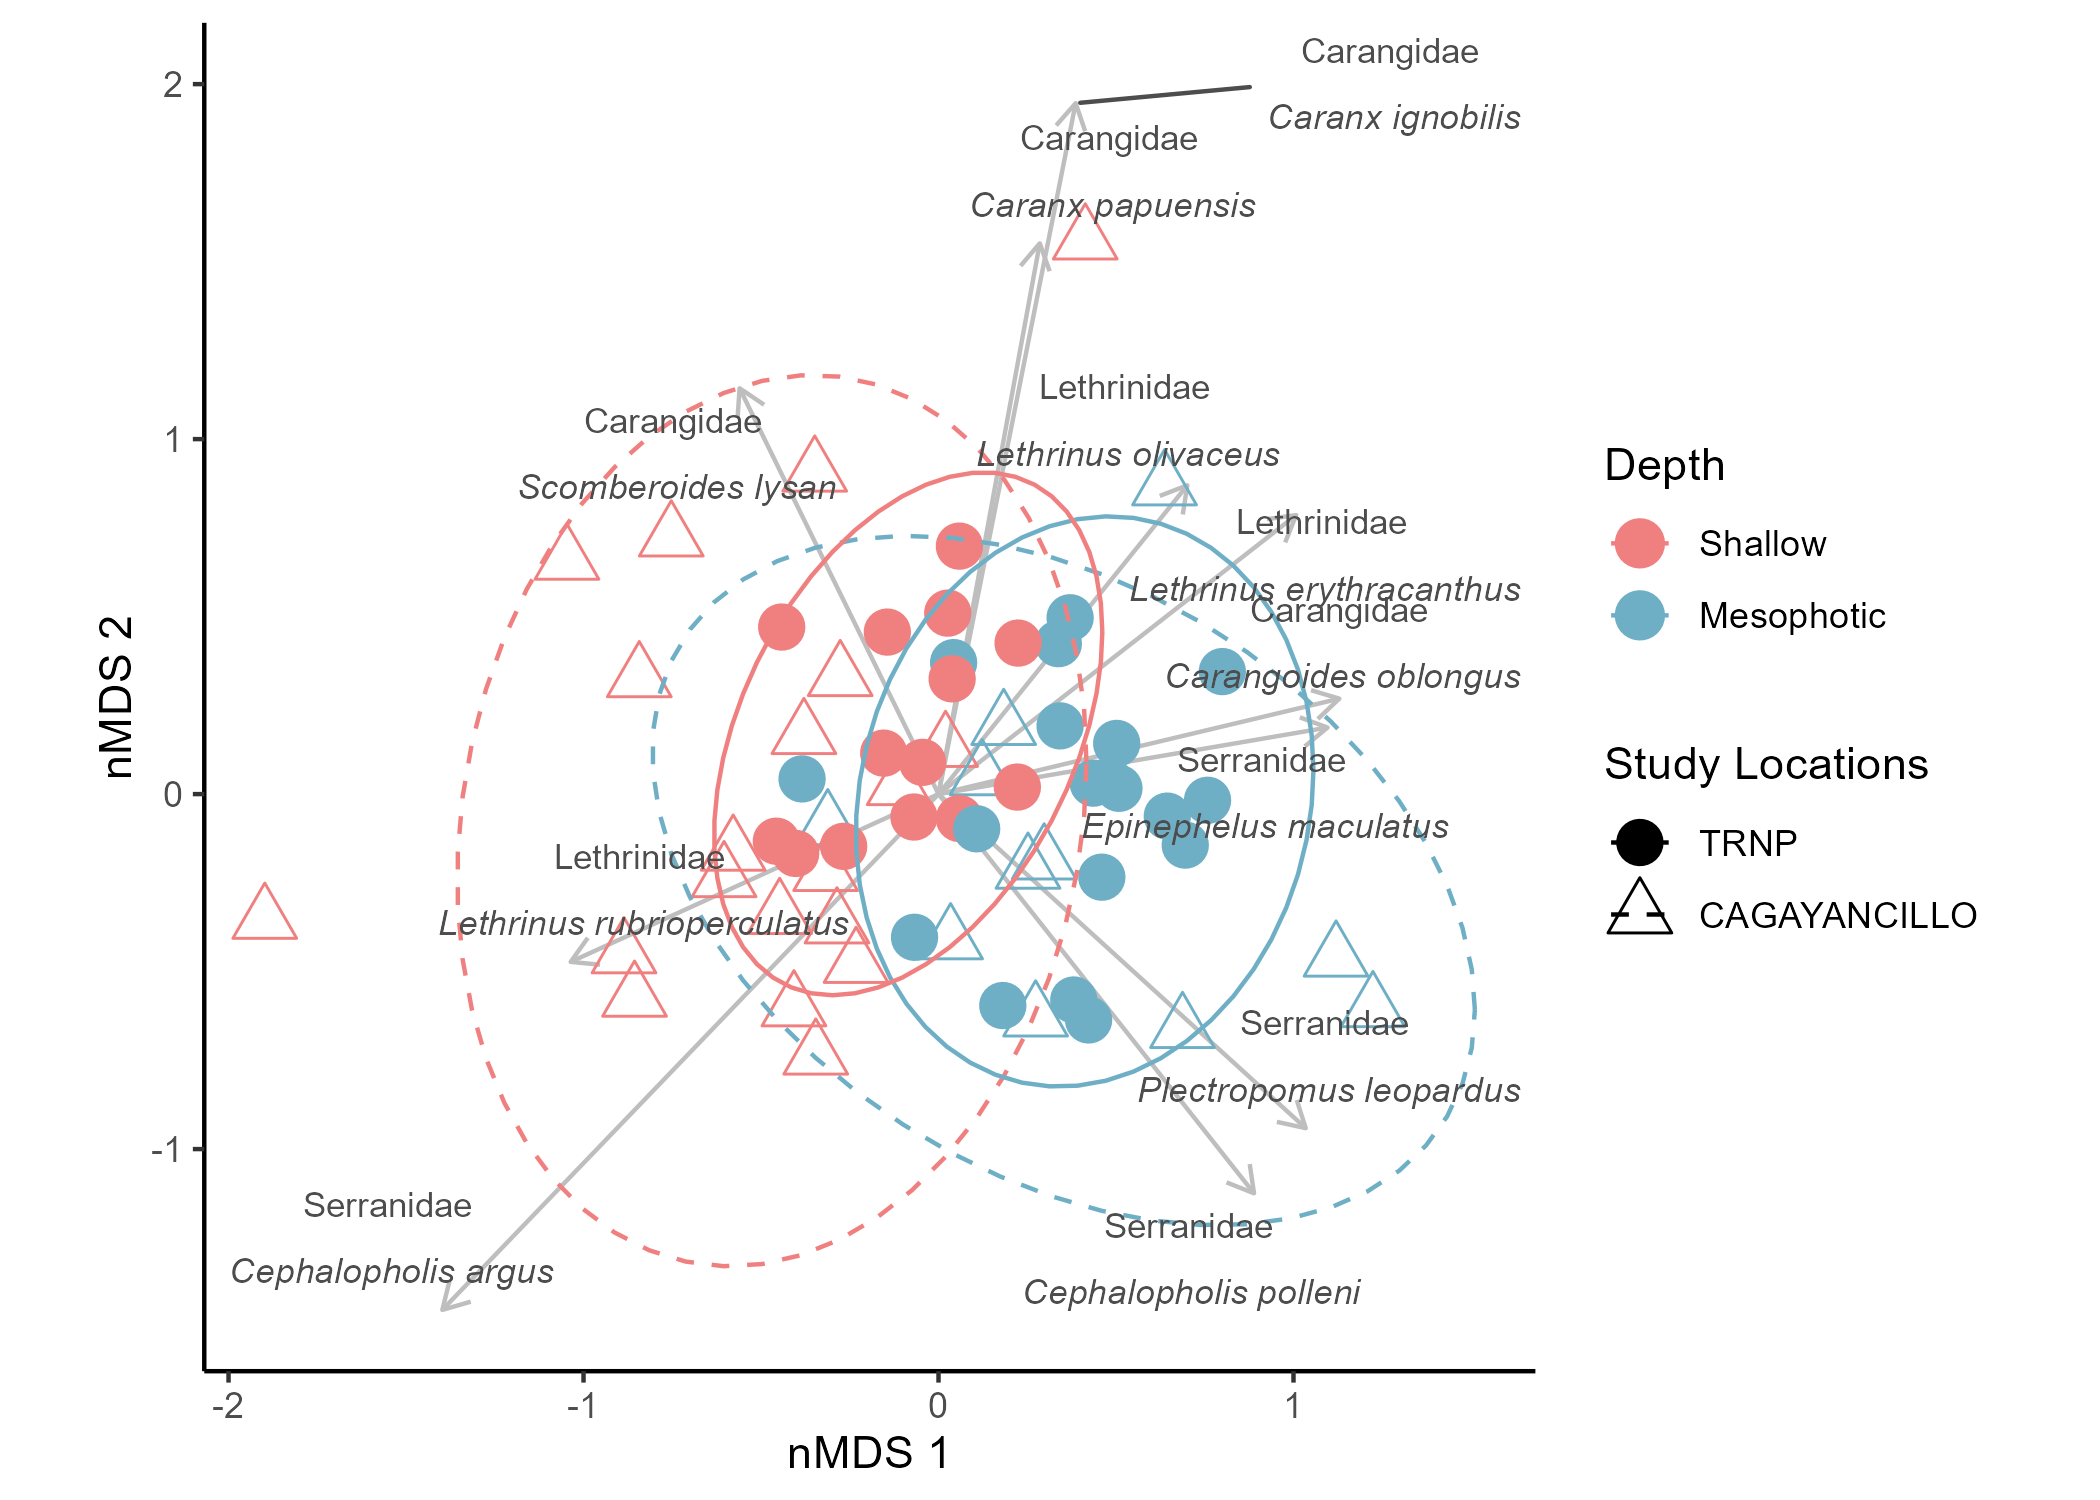 Carangidae
Caranx ignobilis
Carangidae
Caranx papuensis
Lethrinidae
Lethrinus olivaceus
Carangidae
Scomberoides lysan
Lethrinidae
Lethrinus erythracanthus
Carangidae
Carangoides oblongus
Serranidae
Epinephelus maculatus
Lethrinidae
Lethrinus rubrioperculatus
Serranidae
Plectropomus leopardus
Serranidae
Cephalopholis argus
Serranidae
Cephalopholis polleni
2
1
0
-1
nMDS 2
-2
-1
0
1
nMDS 1
Depth
Shallow
Mesophotic
Study Locations
TRNP
CAGAYANCILLO